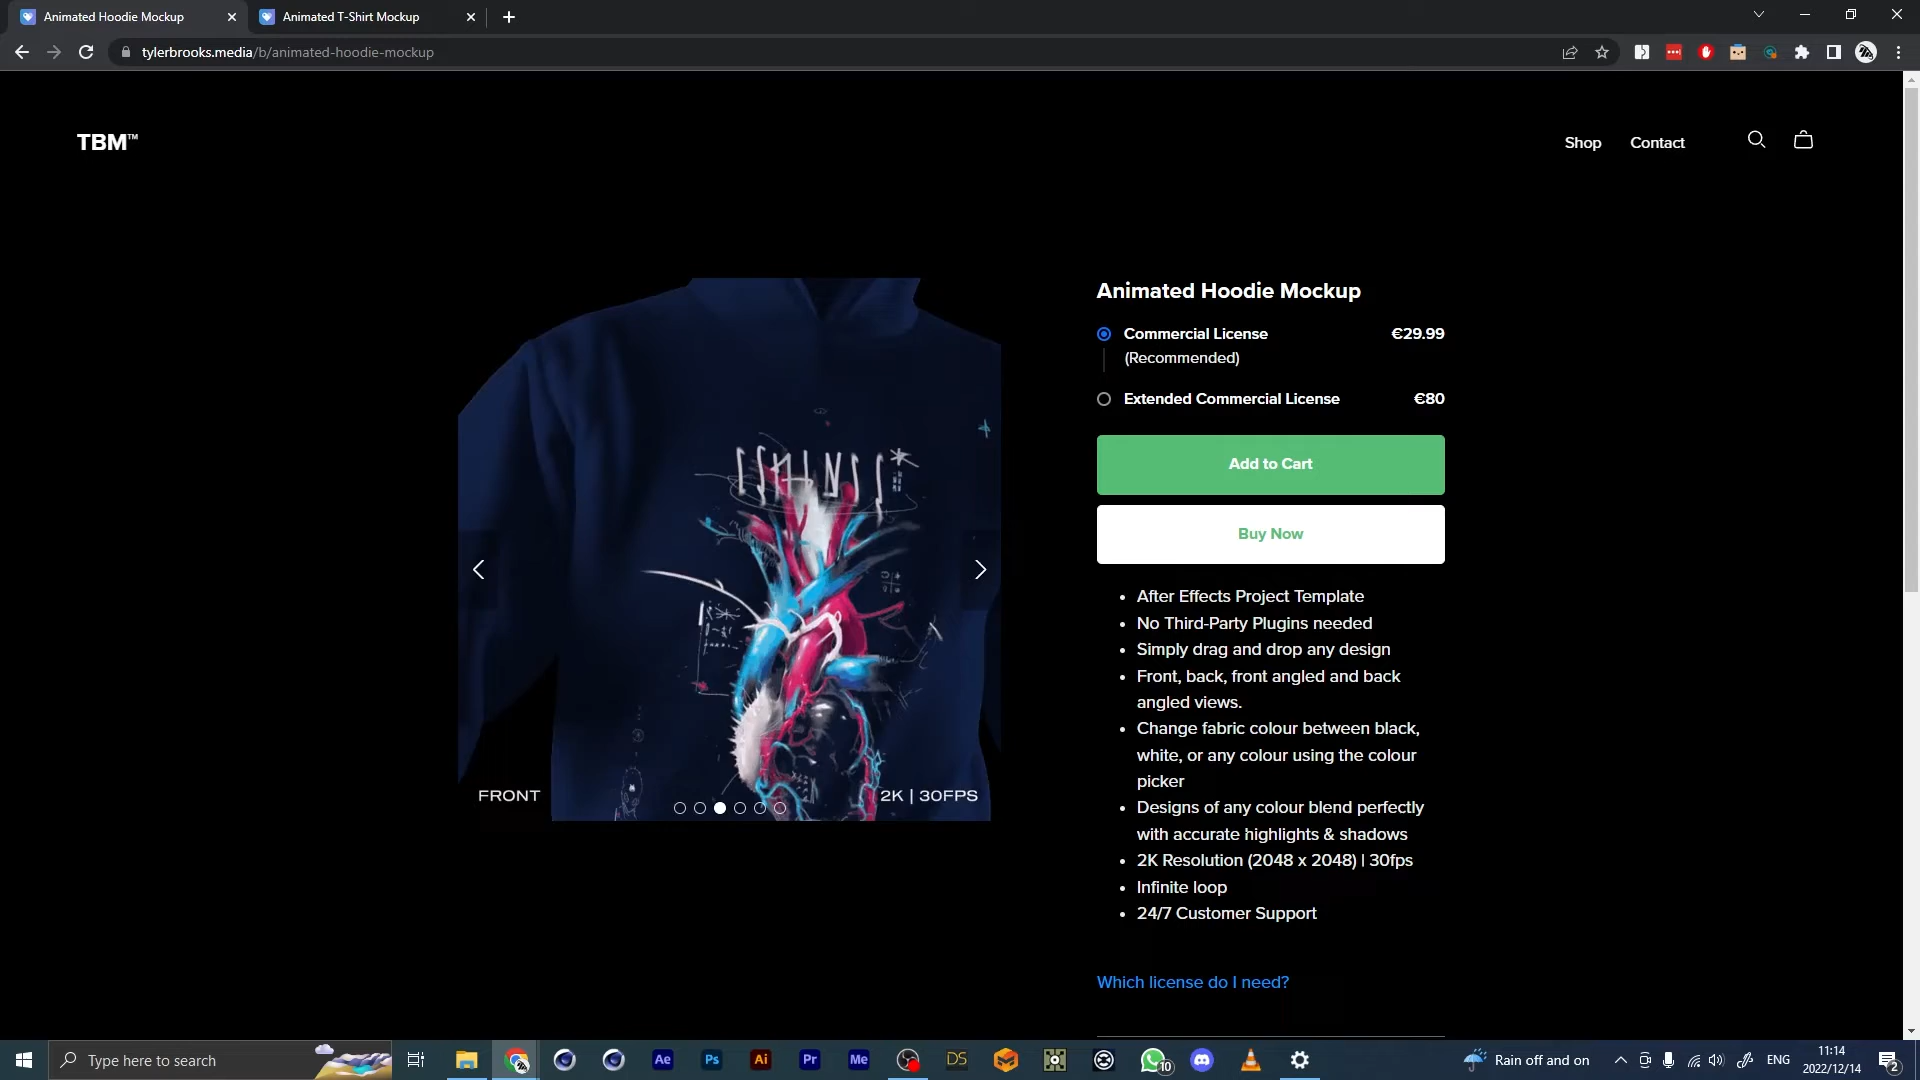 Animated Hoodie Mockup
Animated T-Shirt Mockup
tylerbrooks.media/b/animated-hoodie-mockup
TBM™
Shop
Contact
Animated Hoodie Mockup
Commercial License €29.99
(Recommended)
Extended Commercial License €80
Add to Cart
Buy Now
• After Effects Project Template
• No Third-Party Plugins needed
• Simply drag and drop any design
• Front, back, front angled and back
angled views.
• Change fabric colour between black,
white, or any colour using the colour
picker
• Designs of any colour blend perfectly
with accurate highlights & shadows
• 2K Resolution (2048 x 2048) | 30fps
• Infinite loop
• 24/7 Customer Support
FRONT
2K | 30FPS
Which license do I need?
Type here to search
Ae
Ps
Ai
Pr
Me
DS
10
Rain off and on
ENG
11:14
2022/12/14
2